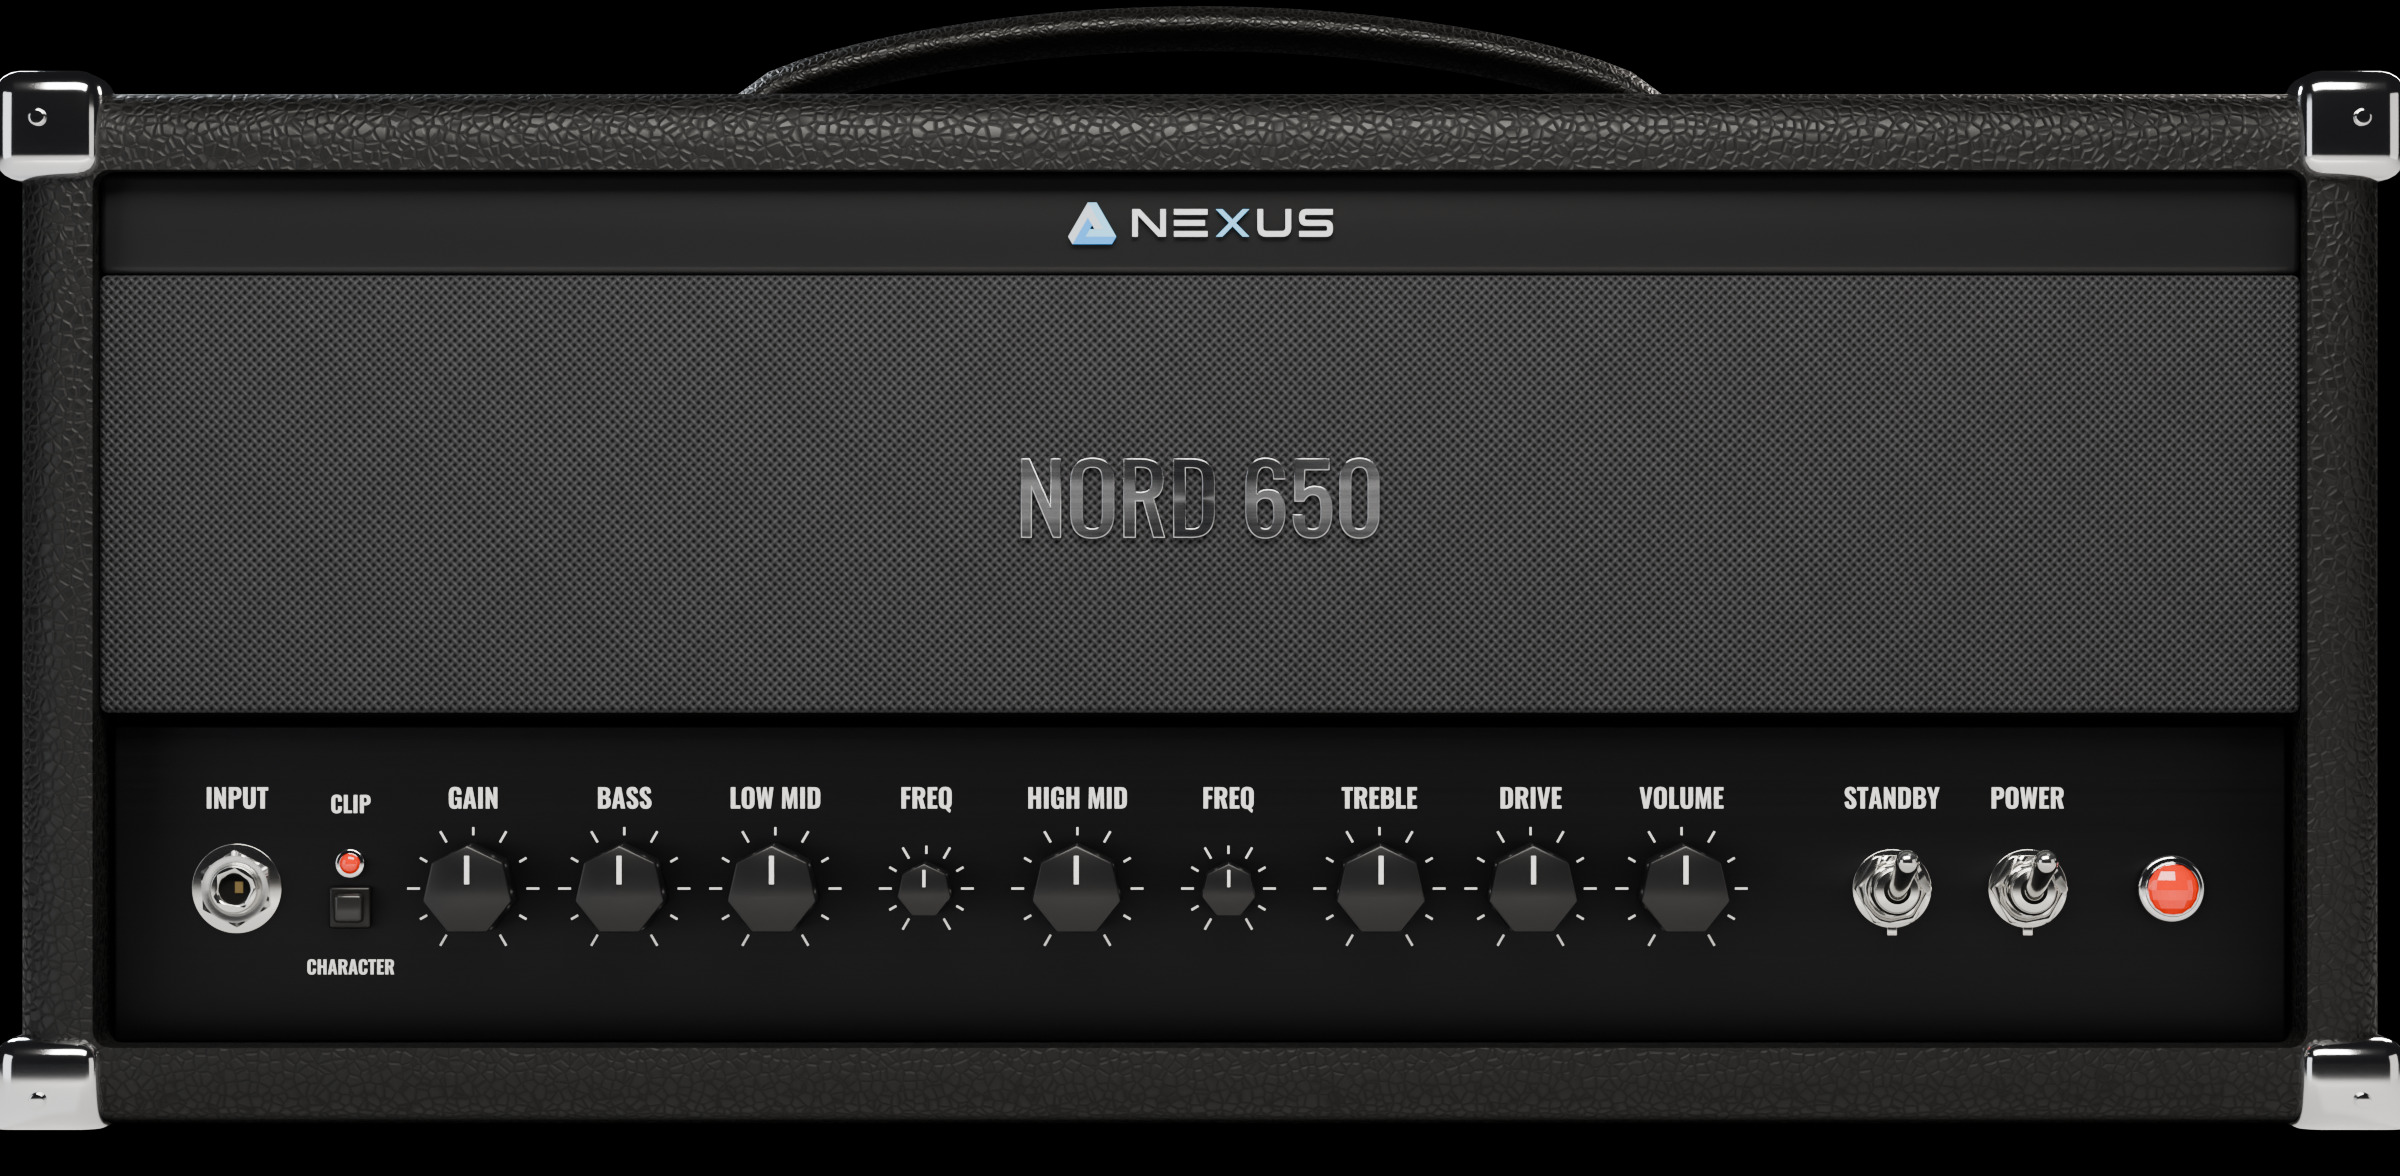 NEXUS
NORD 650
INPUT
CLIP
GAIN
BASS
LOW MID
FREQ
HIGH MID
FREQ
TREBLE
DRIVE
VOLUME
STANDBY
POWER
CHARACTER